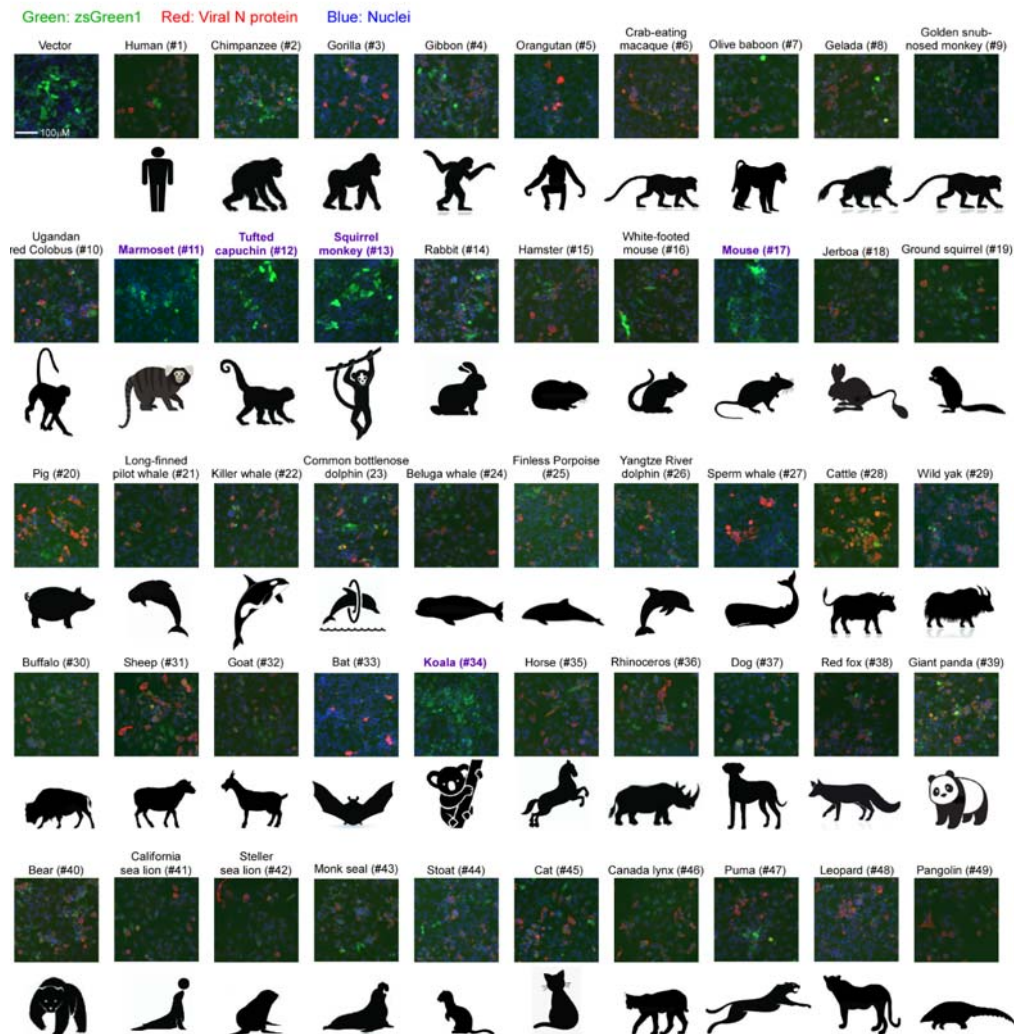 Green: zsGreen1 Red: Viral N protein Blue: Nuclei
Vector
100μM
Human (#1)
Chimpanzee (#2)
Gorilla (#3)
Gibbon (#4)
Orangutan (#5)
Crab-eating
macaque (#6)
Olive baboon (#7)
Gelada (#8)
Golden snub-
nosed monkey (#9)
Ugandan
red Colobus (#10)
Marmoset (#11)
Tufted
capuchin (#12)
Squirrel
monkey (#13)
Rabbit (#14)
Hamster (#15)
White-footed
mouse (#16)
Mouse (#17)
Jerboa (#18)
Ground squirrel (#19)
Pig (#20)
Long-finned
pilot whale (#21)
Killer whale (#22)
Common bottlenose
dolphin (23)
Beluga whale (#24)
Finless Porpoise
(#25)
Yangtze River
dolphin (#26)
Sperm whale (#27)
Cattle (#28)
Wild yak (#29)
Buffalo (#30)
Sheep (#31)
Goat (#32)
Bat (#33)
Koala (#34)
Horse (#35)
Rhinoceros (#36)
Dog (#37)
Red fox (#38)
Giant panda (#39)
Bear (#40)
California
sea lion (#41)
Steller
sea lion (#42)
Monk seal (#43)
Stoat (#44)
Cat (#45)
Canada lynx (#46)
Puma (#47)
Leopard (#48)
Pangolin (#49)